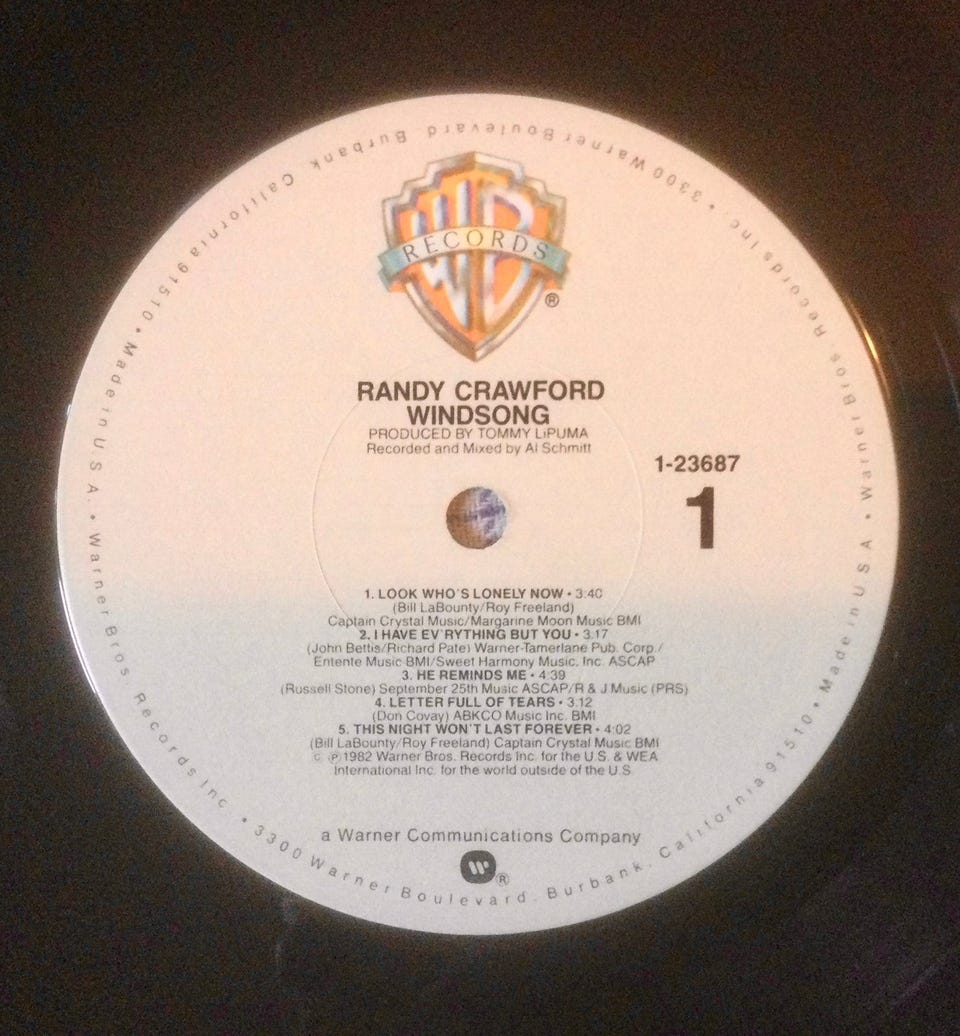 WB
RECORDS
®
RANDY CRAWFORD
WINDSONG
PRODUCED BY TOMMY LiPUMA
Recorded and Mixed by Al Schmitt
1-23687
1
1. LOOK WHO'S LONELY NOW • 3:40
(Bill LaBounty/Roy Freeland)
Captain Crystal Music/Margarine Moon Music BMI
2. I HAVE EV'RYTHING BUT YOU • 3:17
(John Bettis/Richard Pate) Warner-Tamerlane Pub. Corp./
Entente Music BMI/Sweet Harmony Music, Inc. ASCAP
3. HE REMINDS ME • 4:39
(Russell Stone) September 25th Music ASCAP/R & J Music (PRS)
4. LETTER FULL OF TEARS • 3:12
(Don Covay) ABKCO Music Inc. BMI
5. THIS NIGHT WON'T LAST FOREVER • 4:02
(Bill LaBounty/Roy Freeland) Captain Crystal Music BMI
© ℗ 1982 Warner Bros. Records Inc. for the U.S. & WEA
International Inc. for the world outside of the U.S.
a Warner Communications Company
W ®
Warner Bros. Records Inc. • 3300 Warner Boulevard, Burbank, California 91510 • Made in U.S.A. • Warner Bros. Records Inc. • 3300 Warner Boulevard, Burbank, California 91510 • Made in U.S.A. •